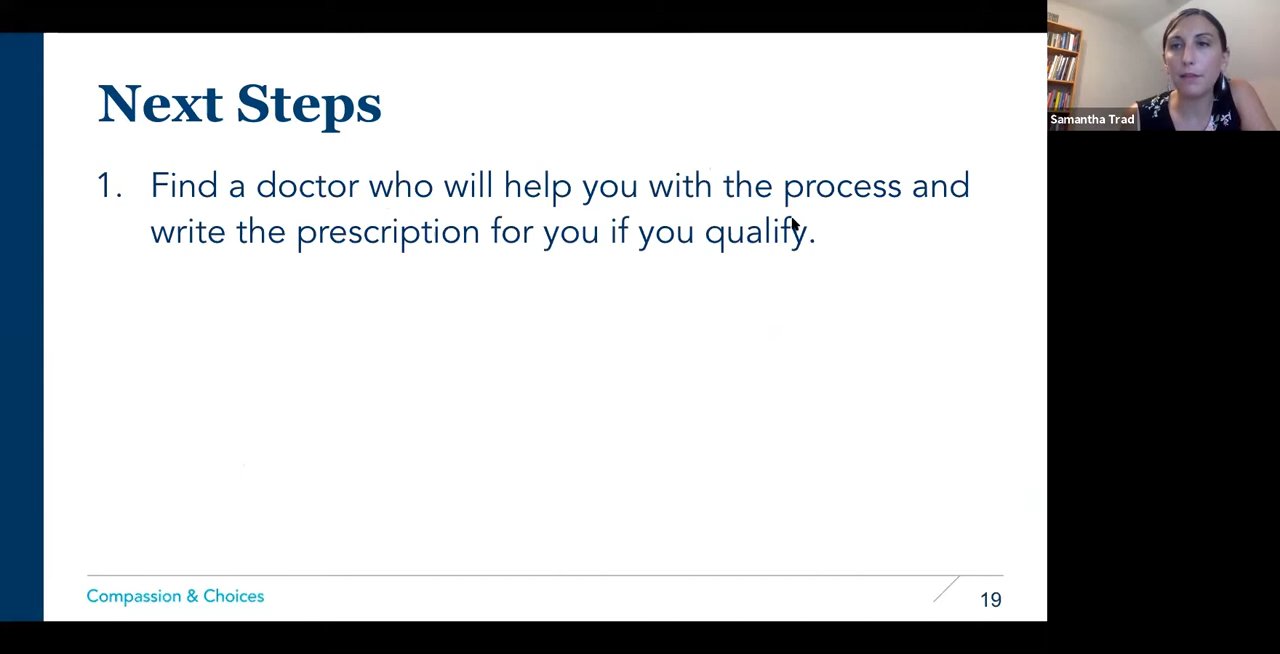 Next Steps
1. Find a doctor who will help you with the process and
write the prescription for you if you qualify.
Compassion & Choices
19
Samantha Trad